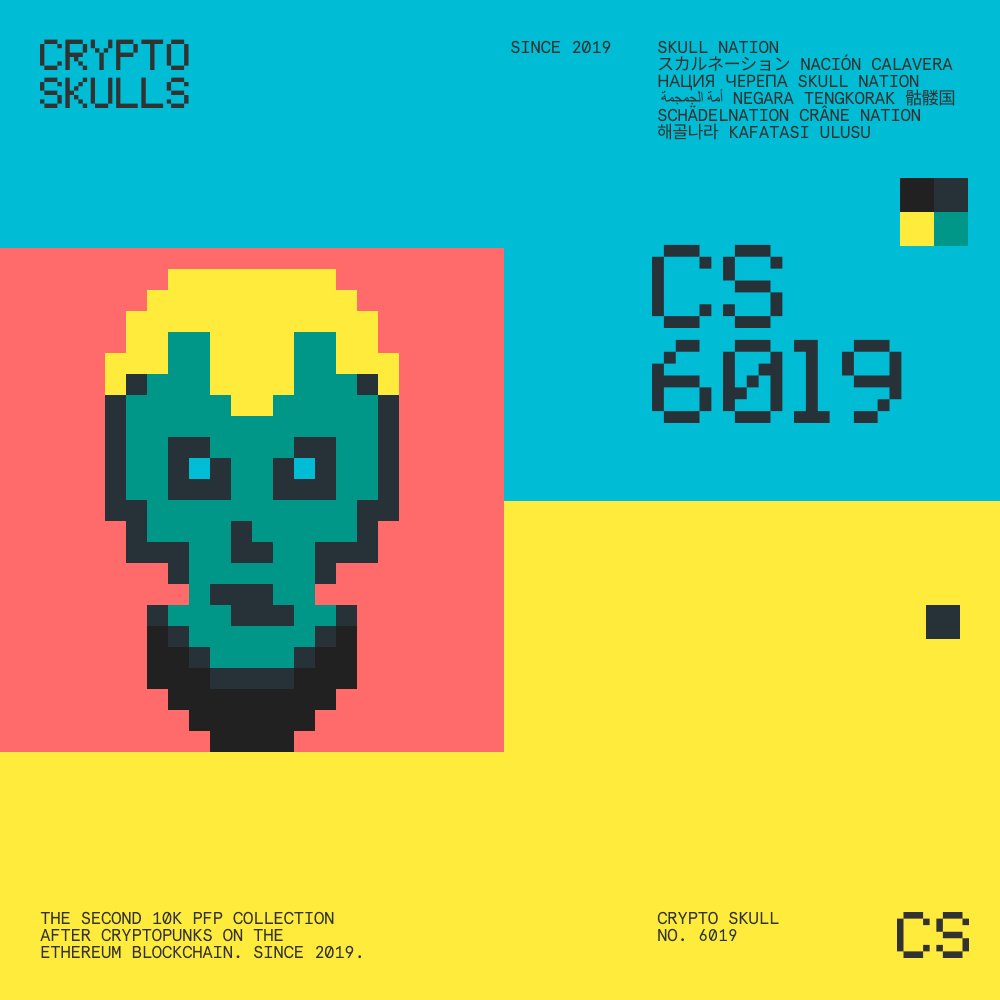 CRYPTO
SKULLS
SINCE 2019
SKULL NATION
スカルネーション NACIÓN CALAVERA
НАЦИЯ ЧЕРЕПА SKULL NATION
أمة الجمجمة NEGARA TENGKORAK 骷髅国
SCHÄDELNATION CRÂNE NATION
해골나라 KAFATASI ULUSU
CS
6019
THE SECOND 10K PFP COLLECTION
AFTER CRYPTOPUNKS ON THE
ETHEREUM BLOCKCHAIN. SINCE 2019.
CRYPTO SKULL
NO. 6019
CS